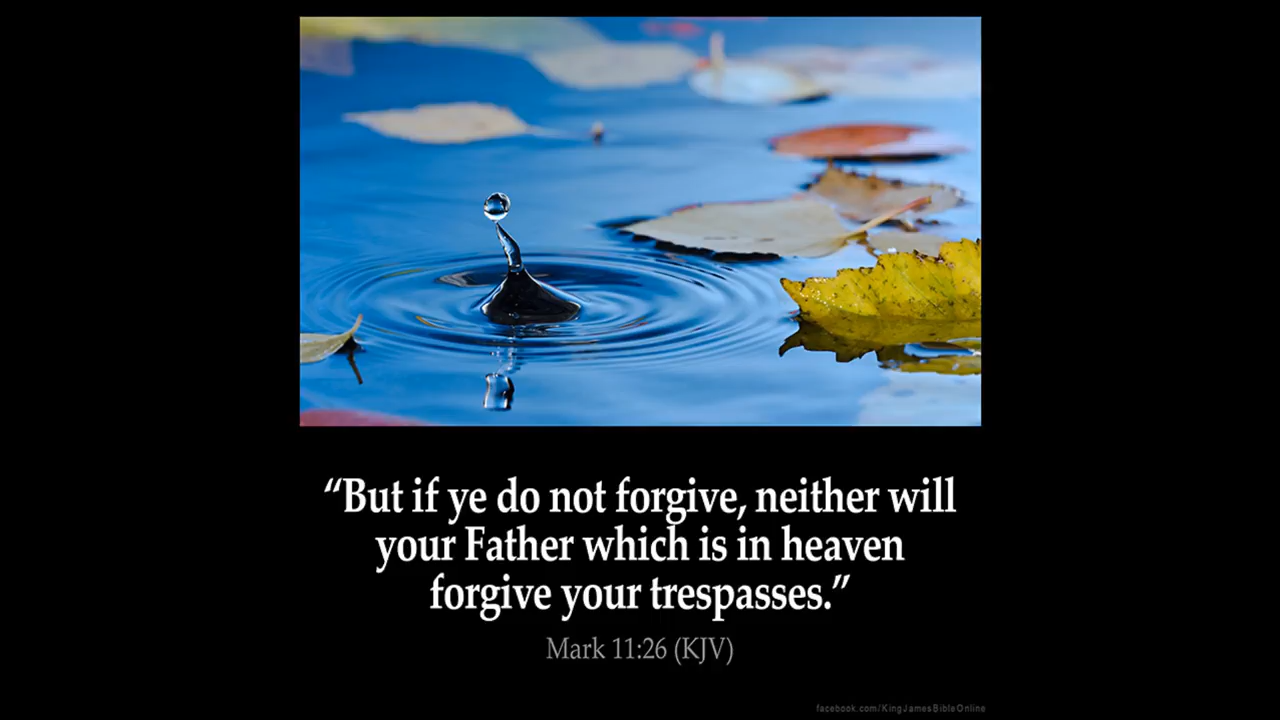 “But if ye do not forgive, neither will
your Father which is in heaven
forgive your trespasses.”
Mark 11:26 (KJV)
facebook.com/KingJamesBibleOnline